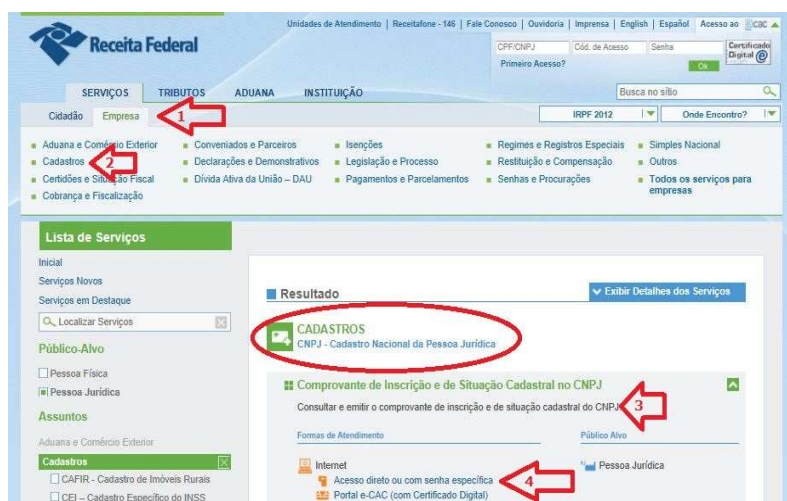 Unidades de Atendimento | Receitafone - 146 | Fale Conosco | Ouvidoria | Imprensa | English | Español Acesso ao e CAC
Receita Federal
CPF/CNPJ Cód. de Acesso Senha Certificado Digital
Primeiro Acesso? Ok
SERVIÇOS TRIBUTOS ADUANA INSTITUIÇÃO Busca no sítio
Cidadão Empresa 1 IRPF 2012 Onde Encontro?
Aduana e Comércio Exterior Conveniados e Parceiros Isenções Regimes e Registros Especiais Simples Nacional
Cadastros 2 Declarações e Demonstrativos Legislação e Processo Restituição e Compensação Outros
Certidões e Situação Fiscal Dívida Ativa da União – DAU Pagamentos e Parcelamentos Senhas e Procurações Todos os serviços para empresas
Cobrança e Fiscalização
Lista de Serviços
Inicial
Serviços Novos
Serviços em Destaque
Localizar Serviços
Público-Alvo
Pessoa Física
Pessoa Jurídica
Assuntos
Aduana e Comércio Exterior
Cadastros
CAFIR - Cadastro de Imóveis Rurais
CEI – Cadastro Específico do INSS
Resultado Exibir Detalhes dos Serviços
CADASTROS
CNPJ - Cadastro Nacional da Pessoa Jurídica
Comprovante de Inscrição e de Situação Cadastral no CNPJ
Consultar e emitir o comprovante de inscrição e de situação cadastral do CNPJ 3
Formas de Atendimento Público Alvo
Internet Pessoa Jurídica
Acesso direto ou com senha específica 4
Portal e-CAC (com Certificado Digital)